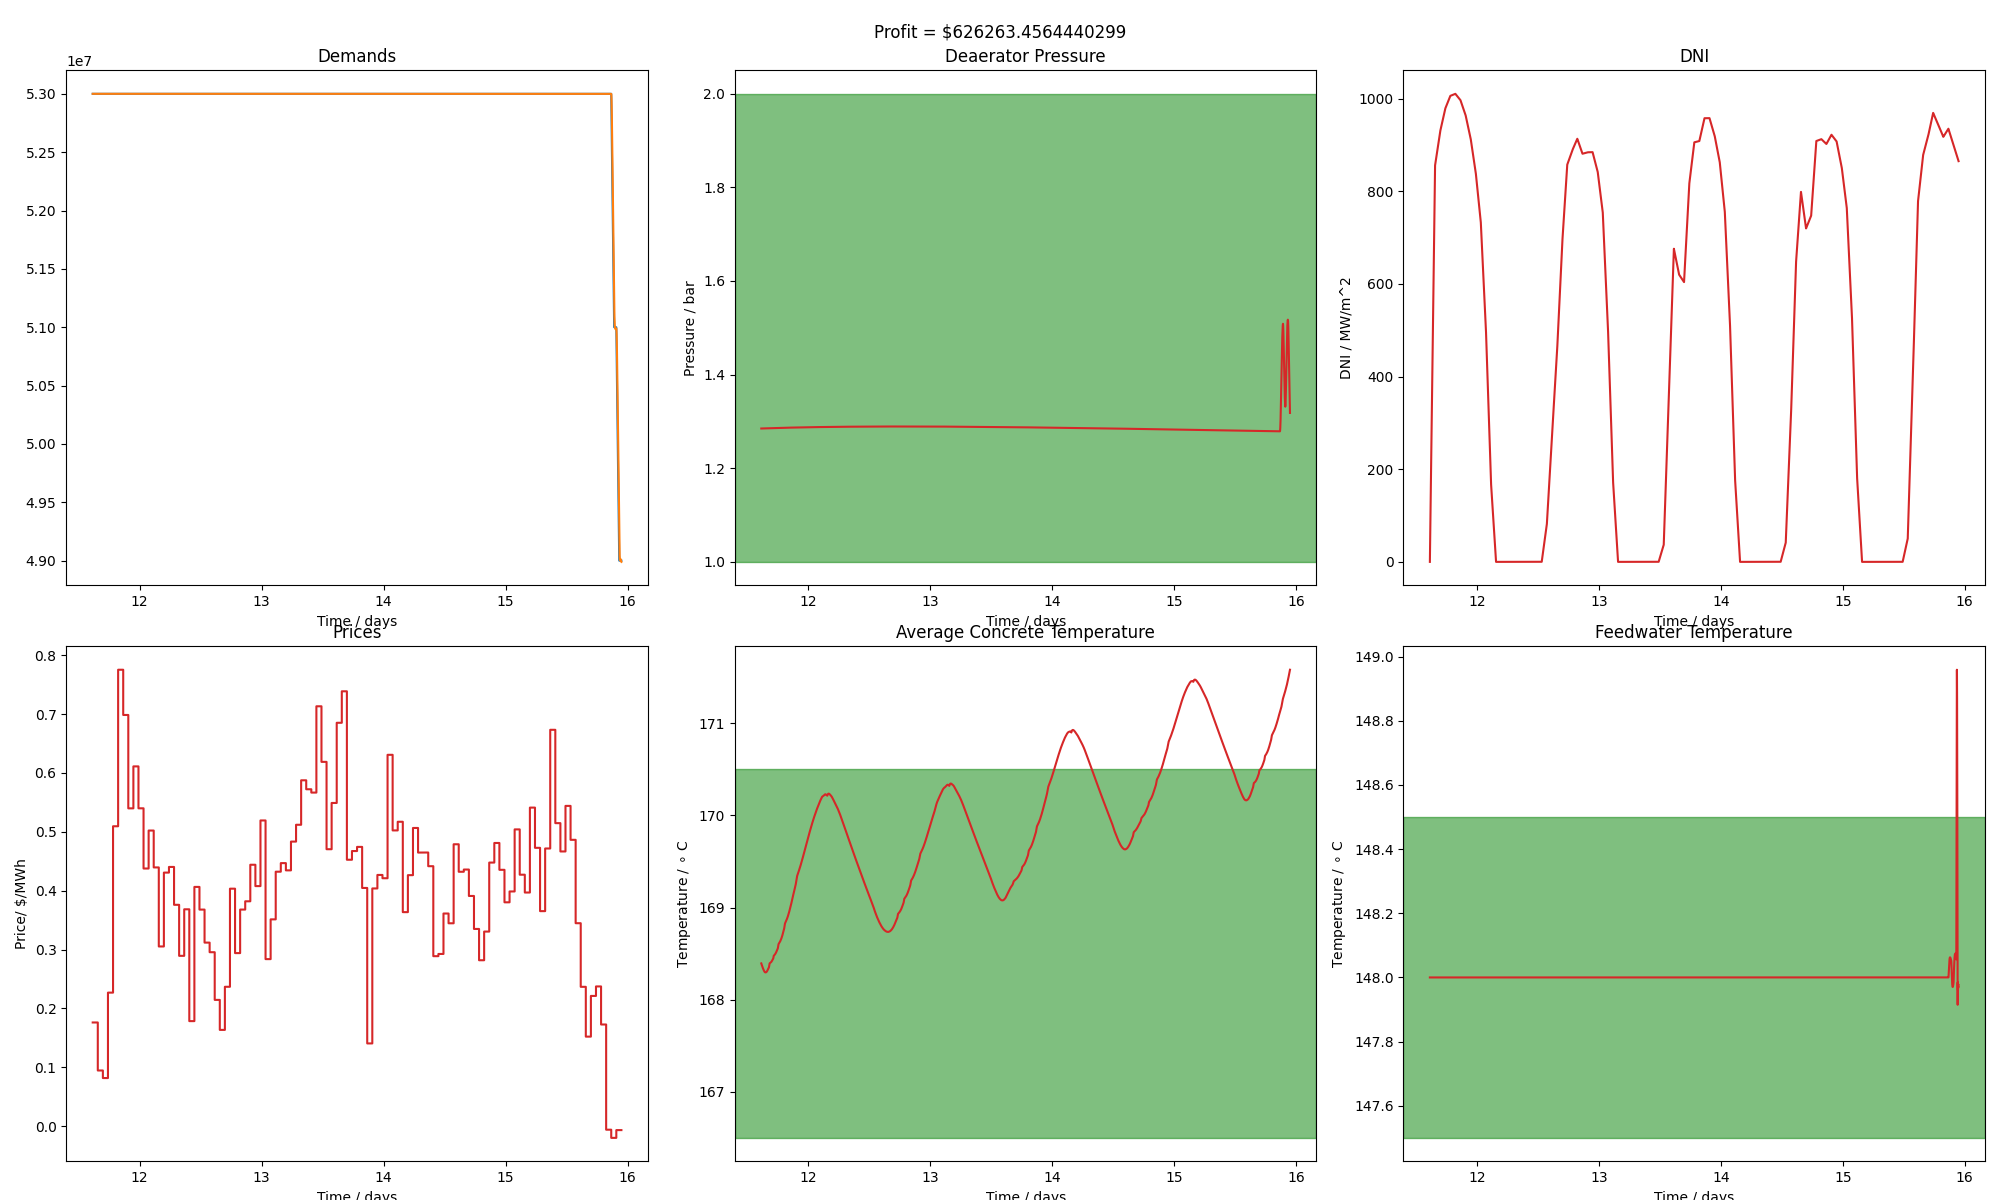 Profit = $626263.4564440299
Demands
1e7
5.30
5.25
5.20
5.15
5.10
5.05
5.00
4.95
4.90
12 13 14 15 16
Time / days
Deaerator Pressure
Pressure / bar
2.0
1.8
1.6
1.4
1.2
1.0
12 13 14 15 16
Time / days
DNI
DNI / MW/m^2
1000
800
600
400
200
0
12 13 14 15 16
Time / days
Prices
Price/ $/MWh
0.8
0.7
0.6
0.5
0.4
0.3
0.2
0.1
0.0
12 13 14 15 16
Time / days
Average Concrete Temperature
Temperature / ∘ C
171
170
169
168
167
12 13 14 15 16
Time / days
Feedwater Temperature
Temperature / ∘ C
149.0
148.8
148.6
148.4
148.2
148.0
147.8
147.6
12 13 14 15 16
Time / days